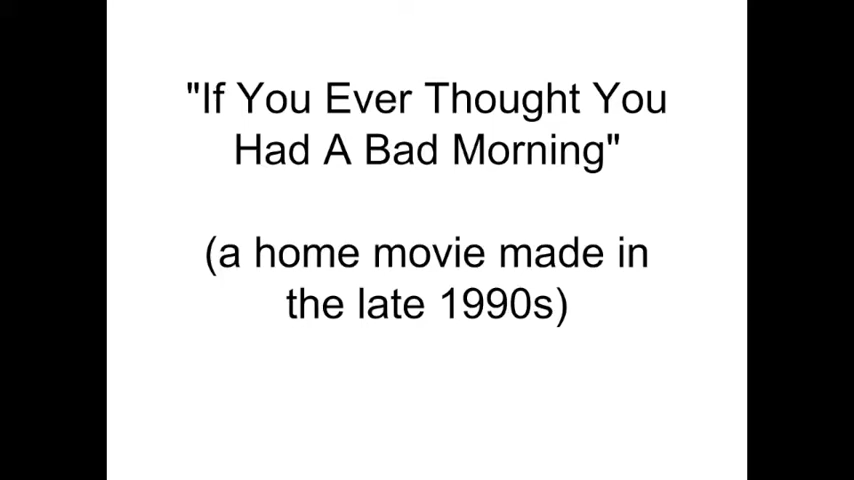 "If You Ever Thought You
Had A Bad Morning"
(a home movie made in
the late 1990s)